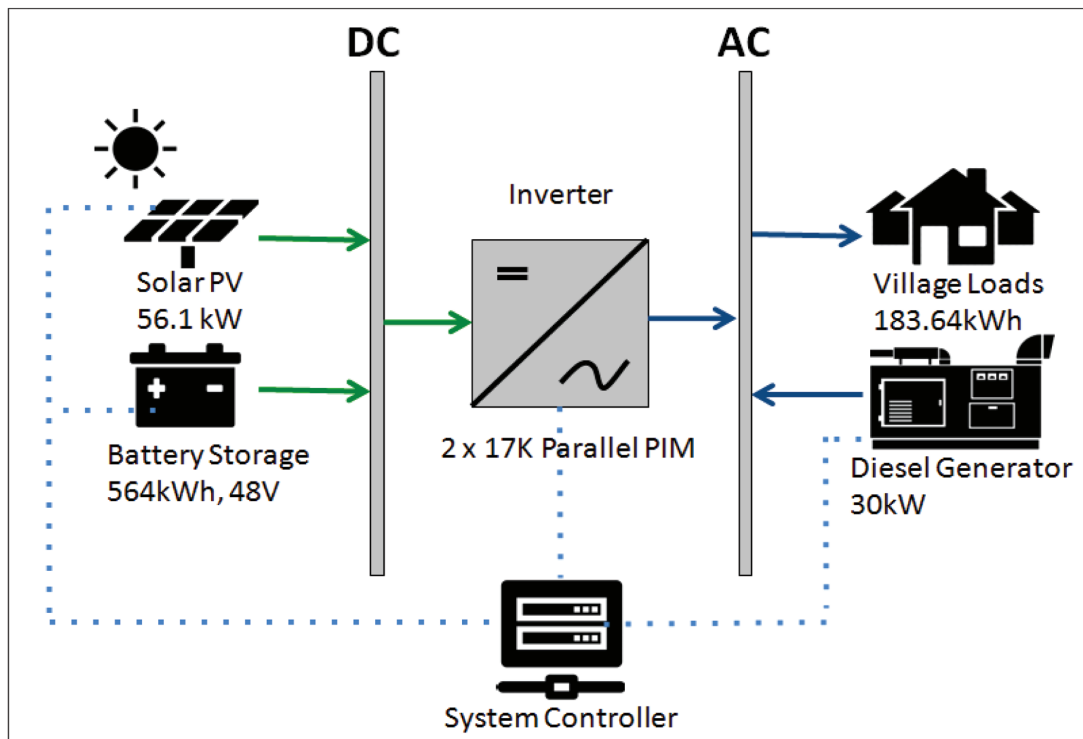 DC
AC
Inverter
Solar PV
56.1 kW
Battery Storage
564kWh, 48V
2 x 17K Parallel PIM
Village Loads
183.64kWh
Diesel Generator
30kW
System Controller